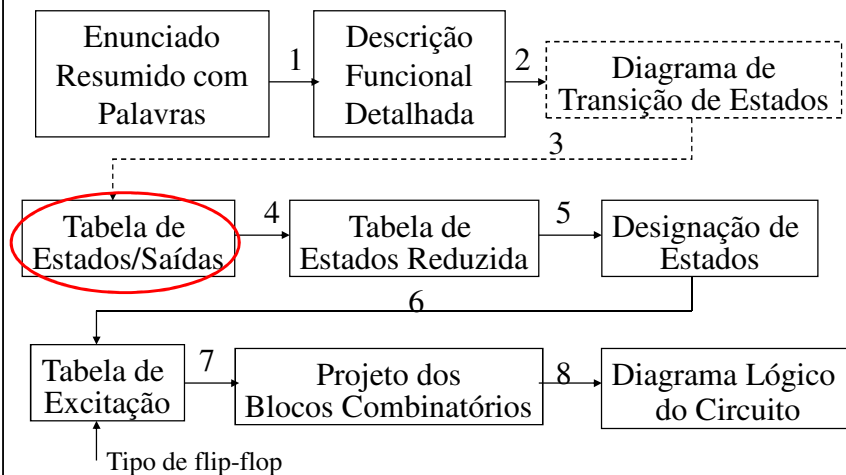 Enunciado
Resumido com
Palavras
1
Descrição
Funcional
Detalhada
2
Diagrama de
Transição de Estados
3
Tabela de
Estados/Saídas
4
Tabela de
Estados Reduzida
5
Designação de
Estados
6
Tabela de
Excitação
7
Projeto dos
Blocos Combinatórios
8
Diagrama Lógico
do Circuito
Tipo de flip-flop